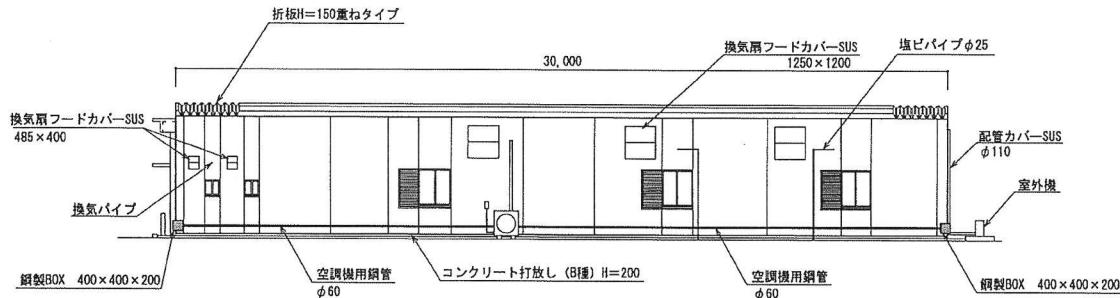 折板H=150重ねタイプ
換気扇フードカバーSUS
1250×1200
塩ビパイプφ25
30,000
換気扇フードカバーSUS
485×400
配管カバーSUS
φ110
室外機
換気パイプ
鋼製BOX 400×400×200
空調機用鋼管
φ60
コンクリート打放し (B種) H=200
空調機用鋼管
φ60
鋼製BOX 400×400×200